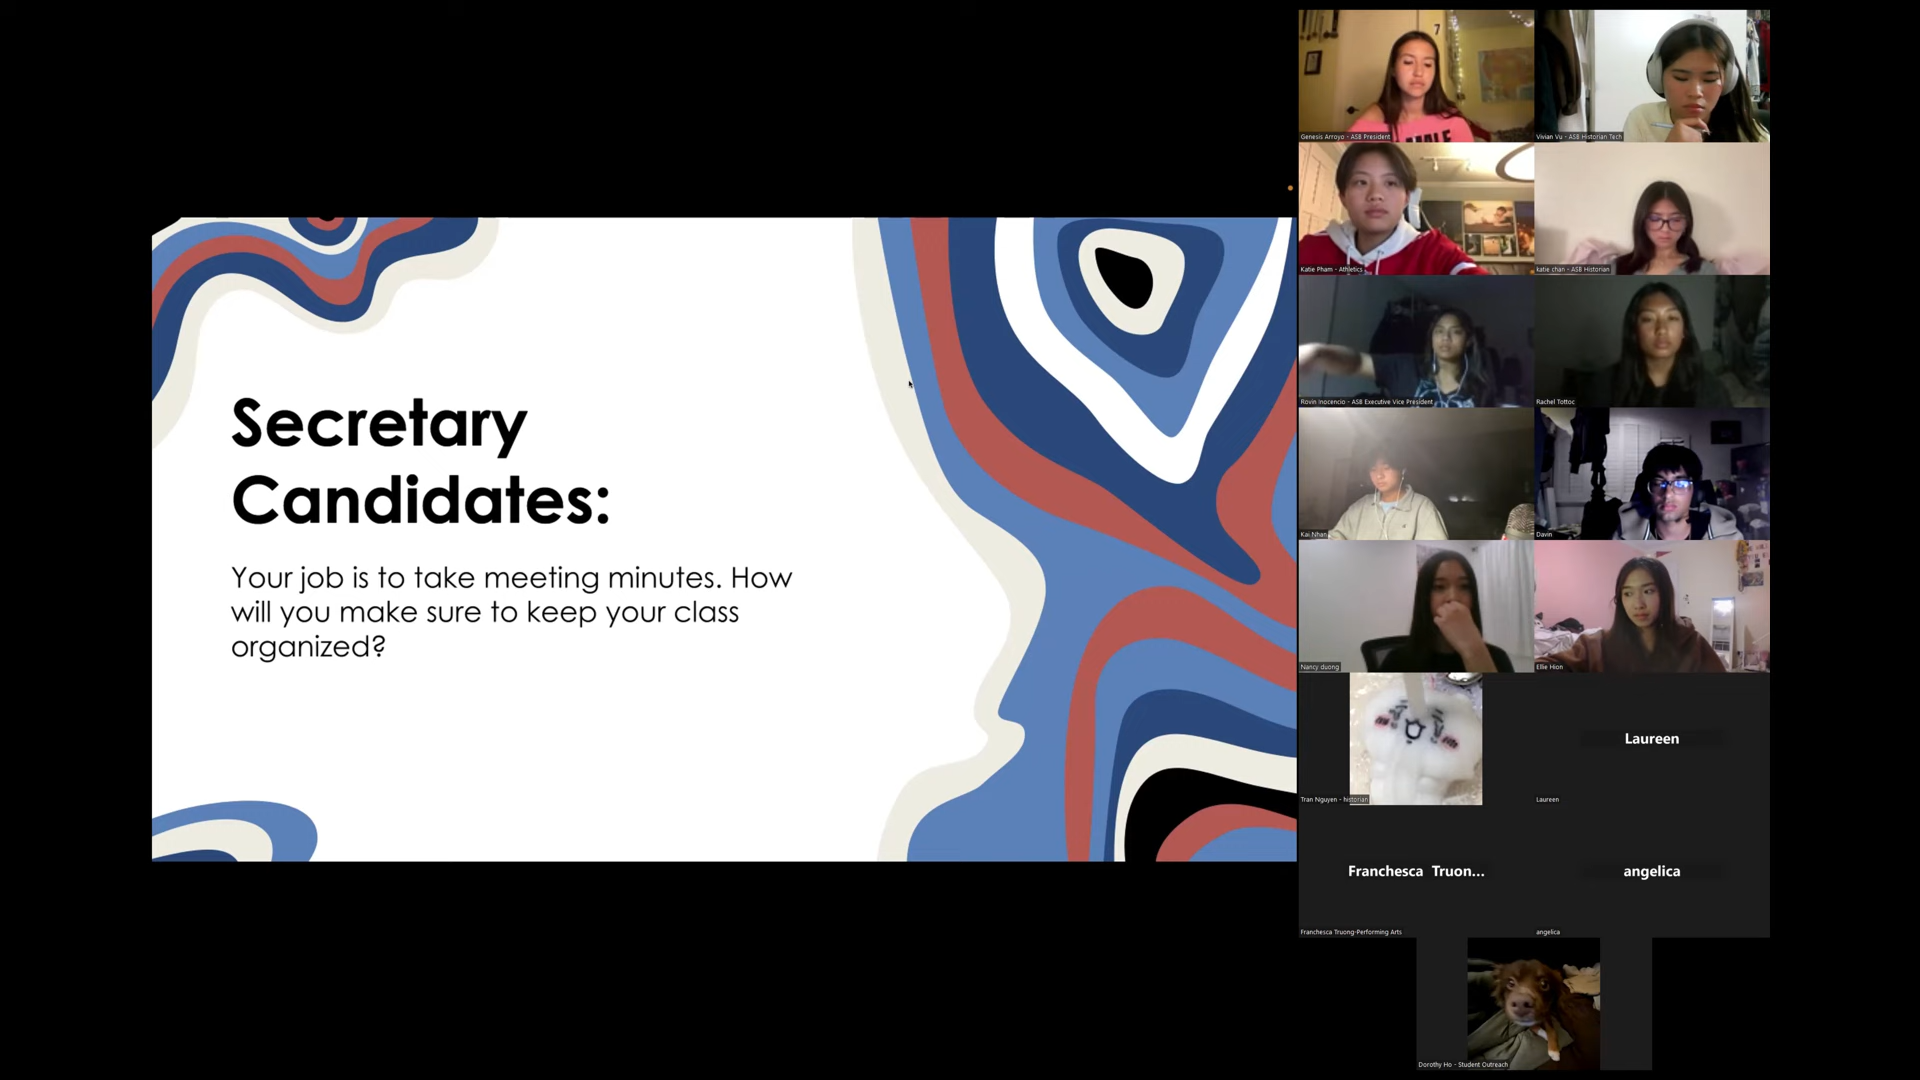 Secretary
Candidates:
Your job is to take meeting minutes. How
will you make sure to keep your class
organized?
7
Genesis Arroyo - ASB President
Vivian Vu - ASB Historian Tech
Katie Pham - Athletics
katie chan - ASB Historian
Rovin Inocencio - ASB Executive Vice President
Rachel Tottoc
Kai Nhan
Davin
Nancy duong
Ellie Hion
Tran Nguyen - historian
Laureen
Laureen
Franchesca Truon...
angelica
Franchesca Truong-Performing Arts
angelica
Dorothy Ho - Student Outreach